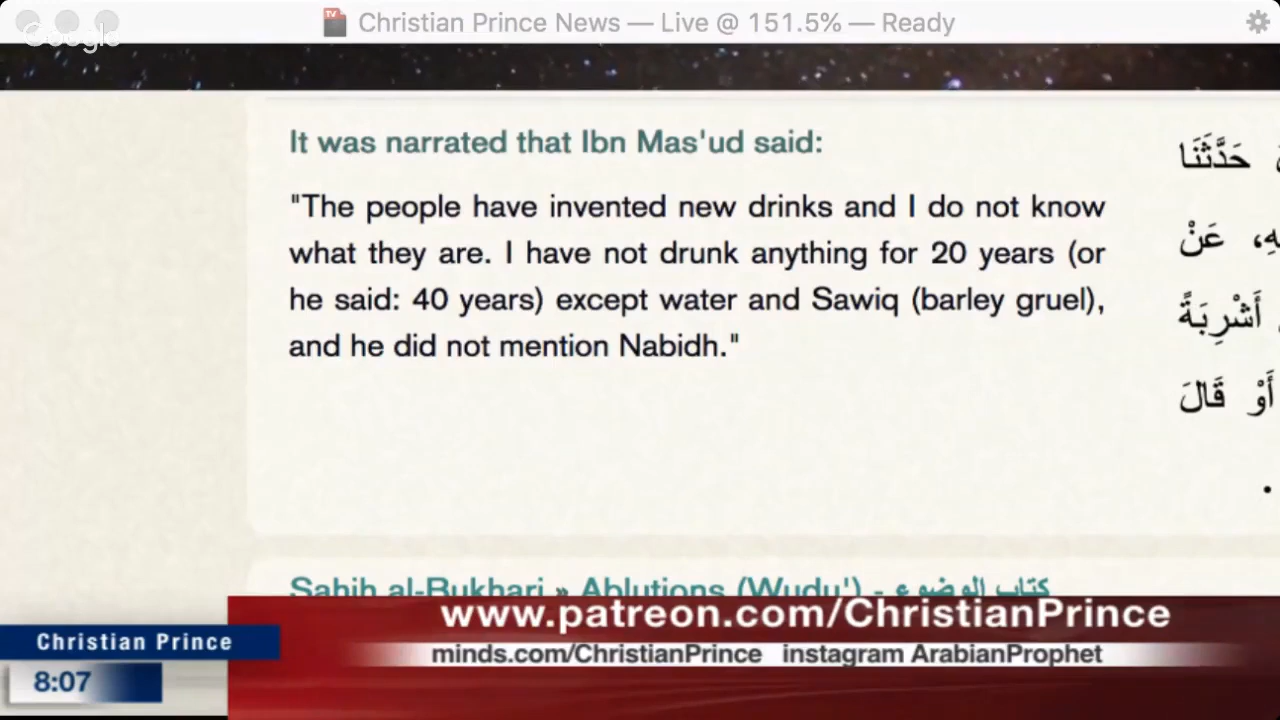 Google
Christian Prince News — Live @ 151.5% — Ready
It was narrated that Ibn Mas'ud said:
حَدَّثَنَا
"The people have invented new drinks and I do not know
what they are. I have not drunk anything for 20 years (or
عَنْ
he said: 40 years) except water and Sawiq (barley gruel),
أَشْرِبَةً
and he did not mention Nabidh."
أَوْ قَالَ
.
Sahih al-Bukhari » Ablutions (Wudu') - كتاب الوضوء
www.patreon.com/ChristianPrince
Christian Prince
minds.com/ChristianPrince instagram ArabianProphet
8:07